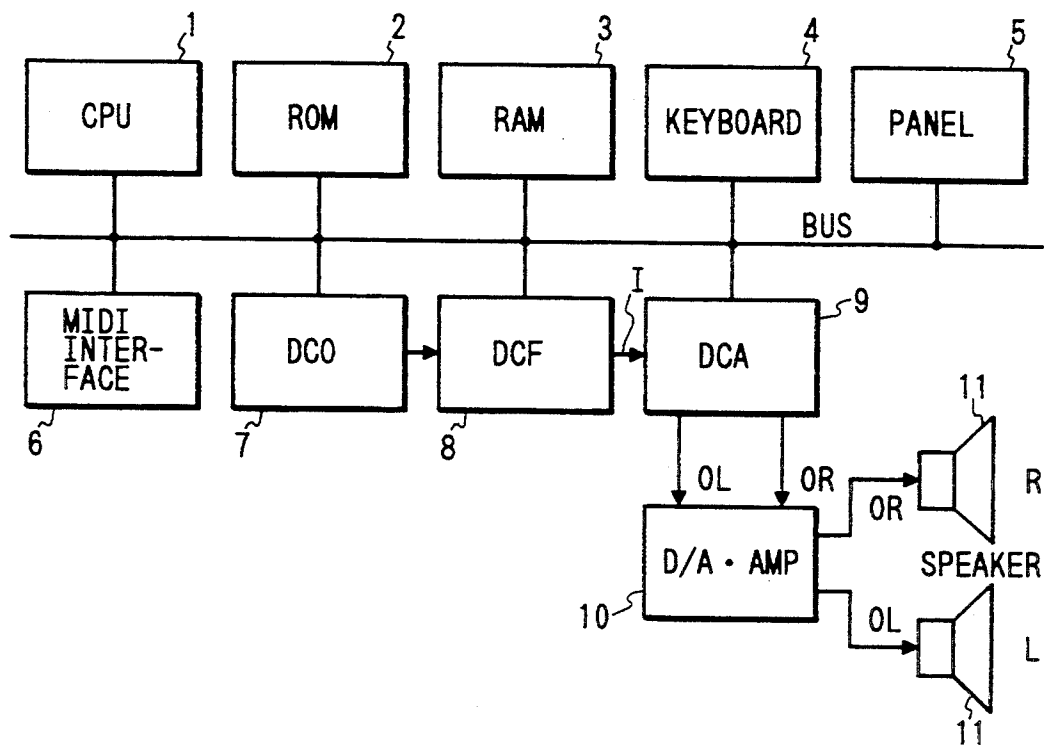 1
2
3
4
5
CPU
ROM
RAM
KEYBOARD
PANEL
BUS
MIDI
INTER-
FACE
DCO
DCF
I
DCA
9
6
7
8
OL
OR
11
R
OR
D/A・AMP
SPEAKER
10
OL
L
11